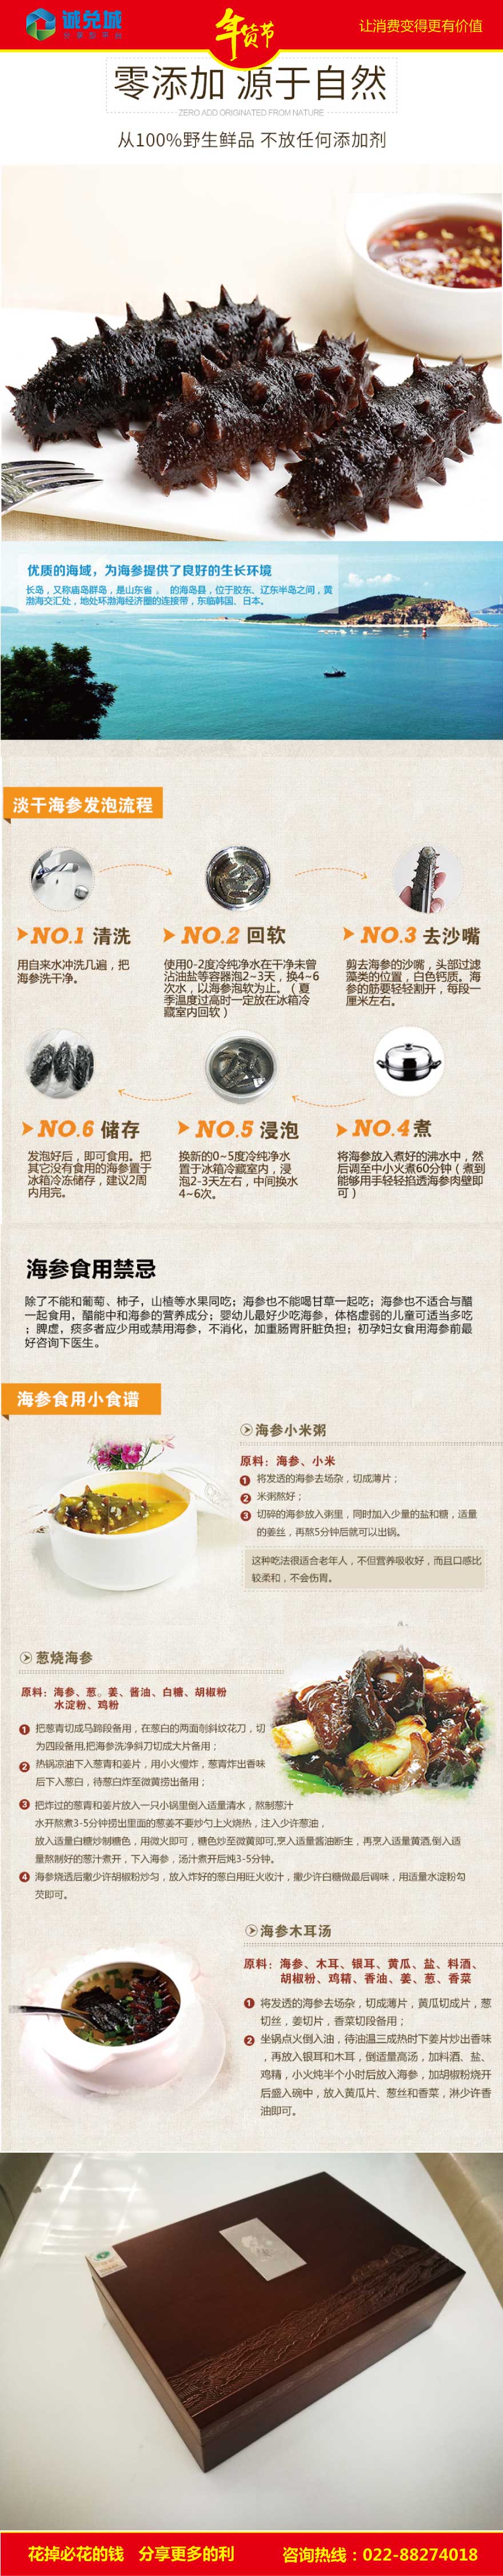 诚兑城
分享型平台
年货节
让消费变得更有价值
零添加 源于自然
ZERO ADD ORIGINATED FROM NATURE
从100%野生鲜品 不放任何添加剂
优质的海域，为海参提供了良好的生长环境
长岛，又称庙岛群岛，是山东省 。 的海岛县，位于胶东、辽东半岛之间，黄
渤海交汇处，地处环渤海经济圈的连接带，东临韩国、日本。
淡干海参发泡流程
NO.1 清洗
用自来水冲洗几遍，把
海参洗干净。
NO.2 回软
使用0-2度冷纯净水在干净未曾
沾油盐等容器泡2~3天，换4~6
次水，以海参泡软为止。（夏
季温度过高时一定放在冰箱冷
藏室内回软）
NO.3 去沙嘴
剪去海参的沙嘴，头部过滤
藻类的位置，白色钙质。海
参的筋要轻轻割开，每段一
厘米左右。
NO.6 储存
发泡好后，即可食用。把
其它没有食用的海参置于
冰箱冷冻储存，建议2周
内用完。
NO.5 浸泡
换新的0~5度冷纯净水
置于冰箱冷藏室内，浸
泡2-3天左右，中间换水
4~6次。
NO.4 煮
将海参放入煮好的沸水中，然
后调至中小火煮60分钟（煮到
能够用手轻轻掐透海参肉壁即
可）
海参食用禁忌
除了不能和葡萄、柿子，山楂等水果同吃；海参也不能喝甘草一起吃；海参也不适合与醋
一起食用，醋能中和海参的营养成分；婴幼儿最好少吃海参，体格虚弱的儿童可适当多吃
；脾虚，痰多者应少用或禁用海参，不消化，加重肠胃肝脏负担；初孕妇女食用海参前最
好咨询下医生。
海参食用小食谱
海参小米粥
原料：海参、小米
1 将发透的海参去场杂，切成薄片；
2 米粥熬好；
3 切碎的海参放入粥里，同时加入少量的盐和糖，适量
的姜丝，再熬5分钟后就可以出锅。
这种吃法很适合老年人，不但营养吸收好，而且口感比
较柔和，不会伤胃。
葱烧海参
原料：海参、葱。姜、酱油、白糖、胡椒粉
水淀粉、鸡粉
1 把葱青切成马蹄段备用，在葱白的两面剞斜纹花刀，切
为四段备用,把海参洗净斜刀切成大片备用；
2 热锅凉油下入葱青和姜片，用小火慢炸，葱青炸出香味
后下入葱白，待葱白炸至微黄捞出备用；
3 把炸过的葱青和姜片放入一只小锅里倒入适量清水，熬制葱汁
水开熬煮3-5分钟捞出里面的葱姜不要炒勺上火烧热，注入少许葱油，
放入适量白糖炒制糖色，用微火即可，糖色炒至微黄即可,烹入适量酱油断生，再烹入适量黄酒,倒入适
量熬制好的葱汁煮开，下入海参，汤汁煮开后炖3-5分钟。
4 海参烧透后撒少许胡椒粉炒匀，放入炸好的葱白用旺火收汁，撒少许白糖做最后调味，用适量水淀粉勾
芡即可。
海参木耳汤
原料：海参、木耳、银耳、黄瓜、盐、料酒、
胡椒粉、鸡精、香油、姜、葱、香菜
1 将发透的海参去场杂，切成薄片，黄瓜切成片，葱
切丝，姜切片，香菜切段备用；
2 坐锅点火倒入油，待油温三成热时下姜片炒出香味
，再放入银耳和木耳，倒适量高汤，加料酒、盐、
鸡精，小火炖半个小时后放入海参，加胡椒粉烧开
后盛入碗中，放入黄瓜片、葱丝和香菜，淋少许香
油即可。
花掉必花的钱 分享更多的利
咨询热线：022-88274018